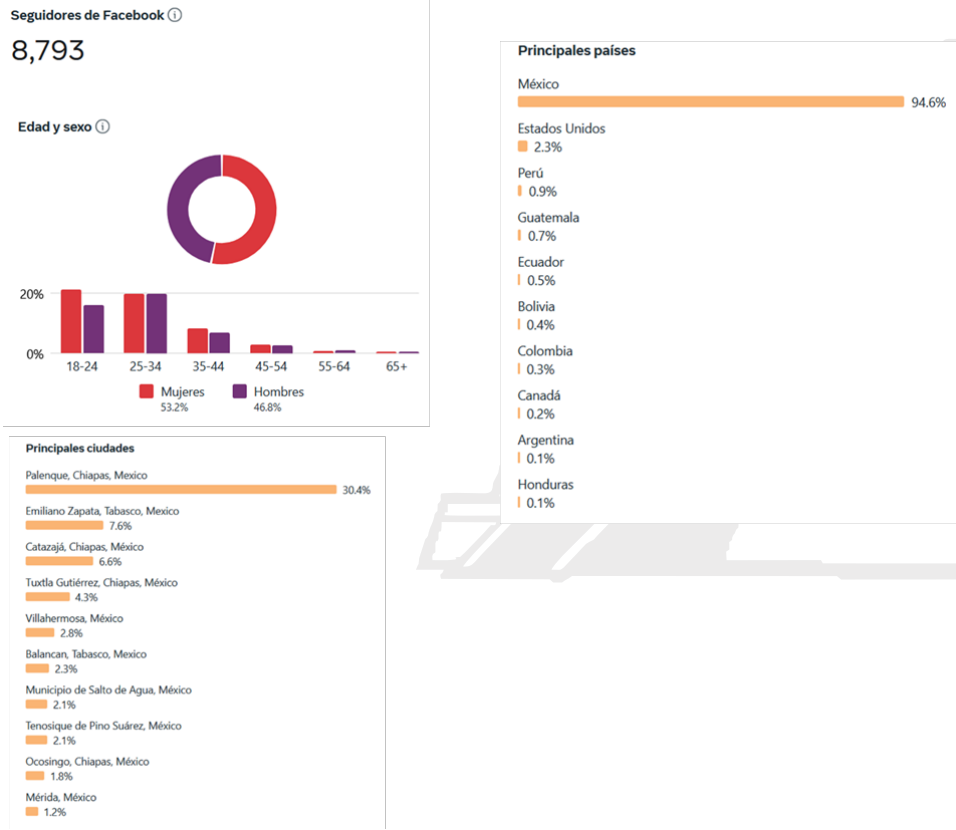 Seguidores de Facebook
8,793
Edad y sexo
20%
0%
18-24 25-34 35-44 45-54 55-64 65+
Mujeres Hombres
53.2% 46.8%
Principales ciudades
Palenque, Chiapas, Mexico
30.4%
Emiliano Zapata, Tabasco, Mexico
7.6%
Catazajá, Chiapas, México
6.6%
Tuxtla Gutiérrez, Chiapas, México
4.3%
Villahermosa, México
2.8%
Balancan, Tabasco, Mexico
2.3%
Municipio de Salto de Agua, México
2.1%
Tenosique de Pino Suárez, México
2.1%
Ocosingo, Chiapas, México
1.8%
Mérida, México
1.2%
Principales países
México
94.6%
Estados Unidos
2.3%
Perú
0.9%
Guatemala
0.7%
Ecuador
0.5%
Bolivia
0.4%
Colombia
0.3%
Canadá
0.2%
Argentina
0.1%
Honduras
0.1%